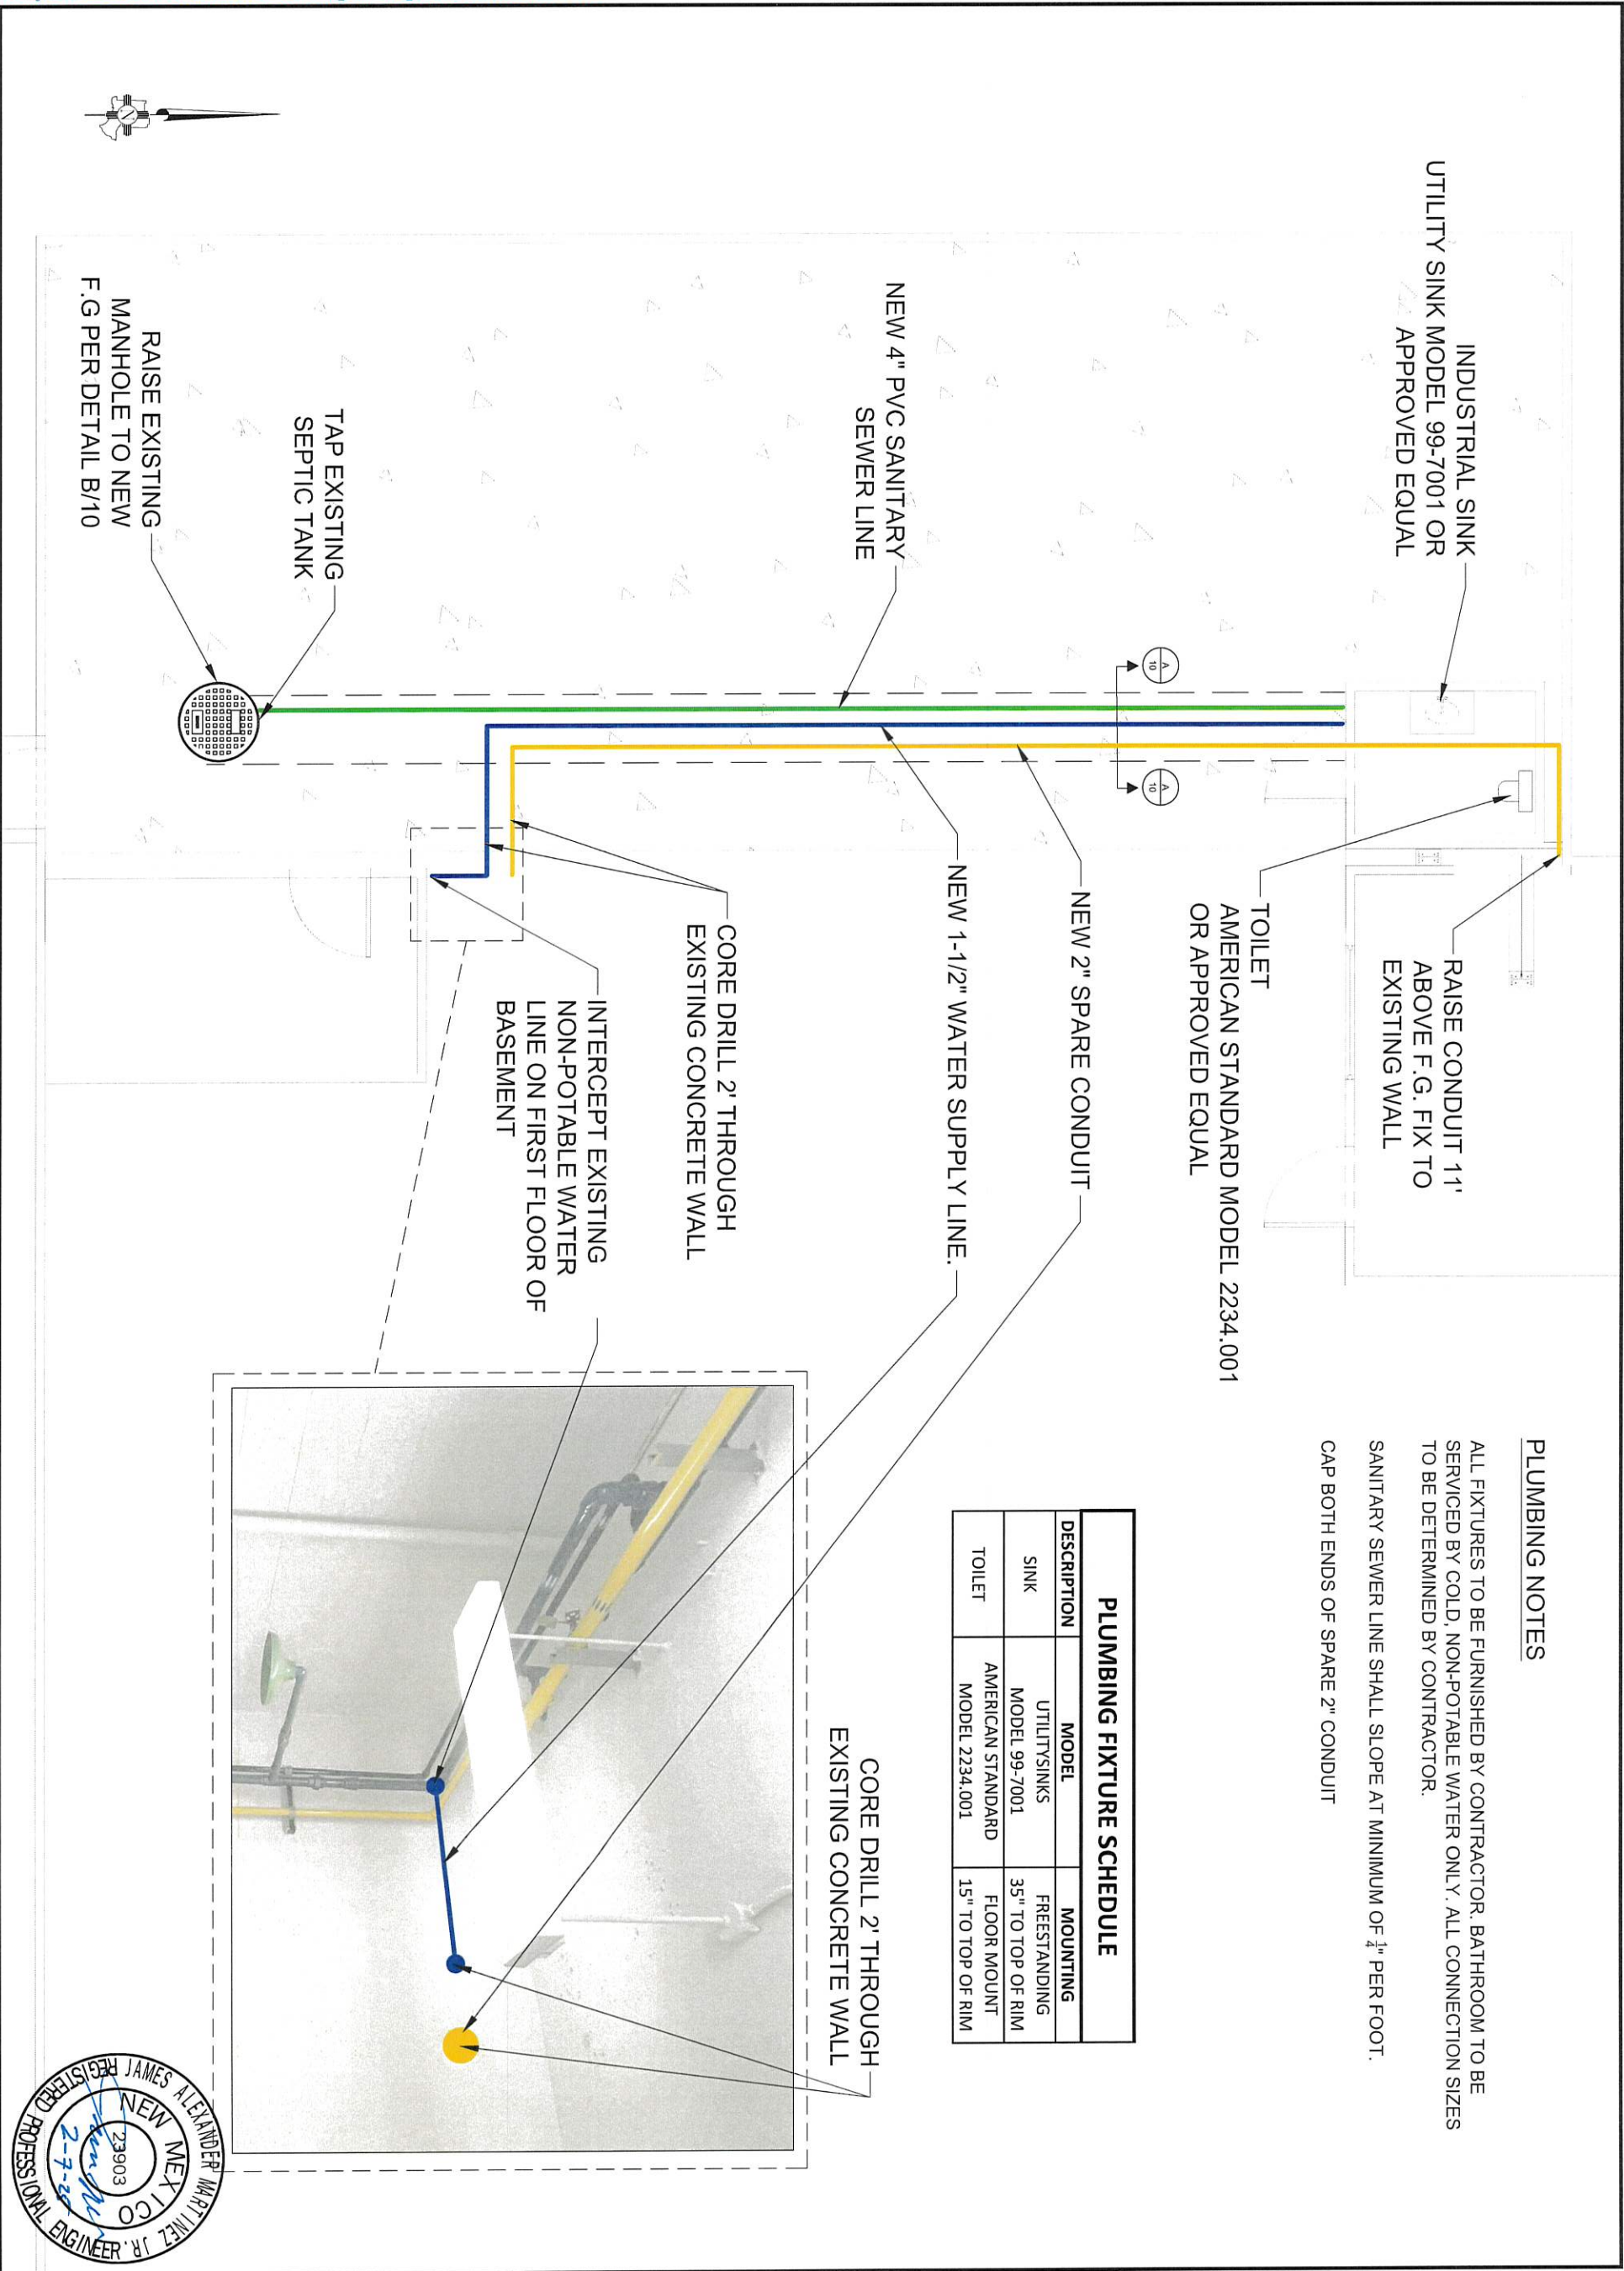 INDUSTRIAL SINK
UTILITY SINK MODEL 99-7001 OR
APPROVED EQUAL
NEW 4" PVC SANITARY
SEWER LINE
TAP EXISTING
SEPTIC TANK
RAISE EXISTING
MANHOLE TO NEW
F.G PER DETAIL B/10
A
10
A
10
RAISE CONDUIT 11'
ABOVE F.G. FIX TO
EXISTING WALL
TOILET
AMERICAN STANDARD MODEL 2234.001
OR APPROVED EQUAL
NEW 2" SPARE CONDUIT
NEW 1-1/2" WATER SUPPLY LINE.
CORE DRILL 2' THROUGH
EXISTING CONCRETE WALL
INTERCEPT EXISTING
NON-POTABLE WATER
LINE ON FIRST FLOOR OF
BASEMENT
PLUMBING NOTES
ALL FIXTURES TO BE FURNISHED BY CONTRACTOR. BATHROOM TO BE
SERVICED BY COLD, NON-POTABLE WATER ONLY. ALL CONNECTION SIZES
TO BE DETERMINED BY CONTRACTOR.
SANITARY SEWER LINE SHALL SLOPE AT MINIMUM OF 1/4" PER FOOT.
CAP BOTH ENDS OF SPARE 2" CONDUIT
PLUMBING FIXTURE SCHEDULE
DESCRIPTION MODEL MOUNTING
SINK UTILITYSINKS MODEL 99-7001 FREESTANDING 35" TO TOP OF RIM
TOILET AMERICAN STANDARD MODEL 2234.001 FLOOR MOUNT 15" TO TOP OF RIM
CORE DRILL 2' THROUGH
EXISTING CONCRETE WALL
JAMES ALEXANDER MARTINEZ JR.
NEW MEXICO
23903
2-7-20
REGISTERED PROFESSIONAL ENGINEER